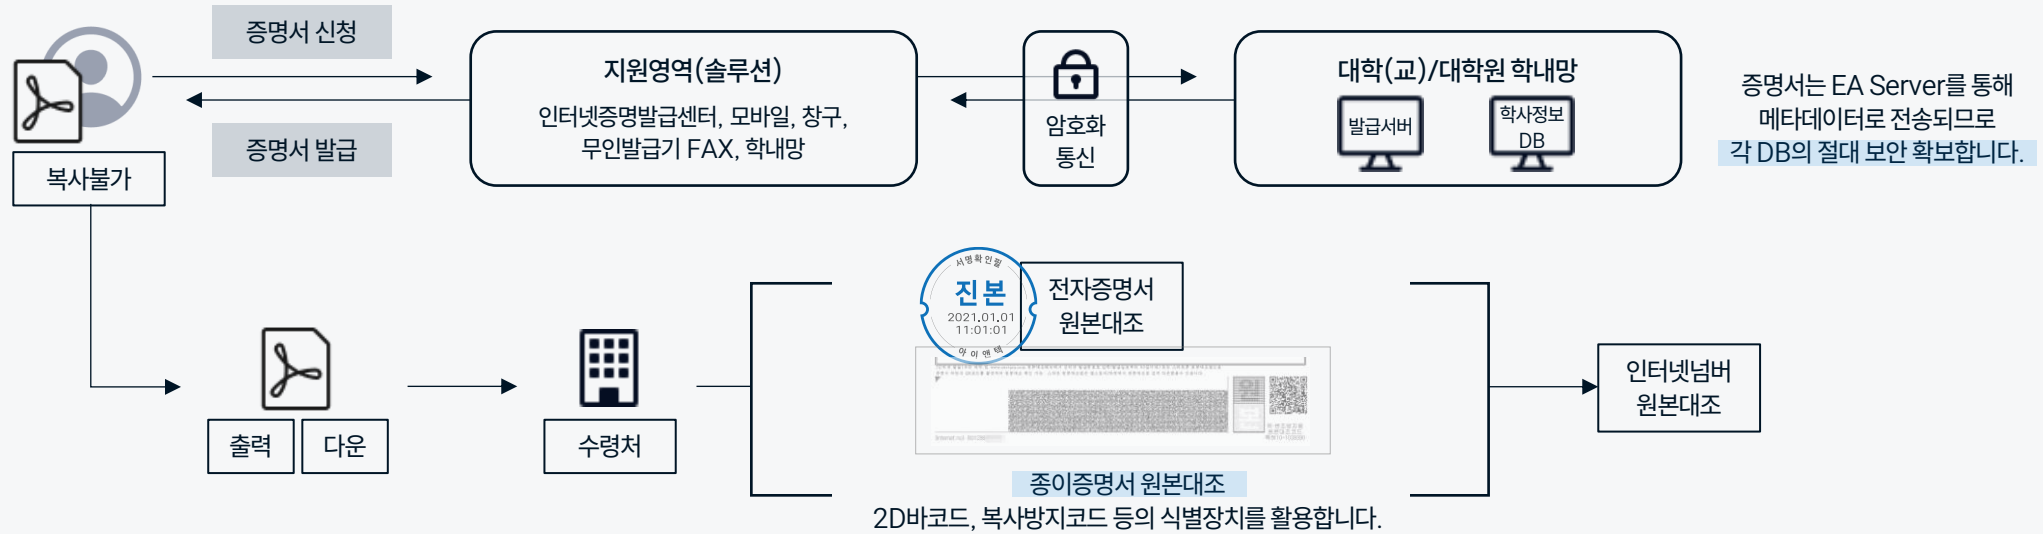 증명서 신청
증명서 발급
복사불가
지원영역(솔루션)
인터넷증명발급센터, 모바일, 창구,
무인발급기 FAX, 학내망
암호화
통신
대학(교)/대학원 학내망
발급서버
학사정보
DB
증명서는 EA Server를 통해
메타데이터로 전송되므로
각 DB의 절대 보안 확보합니다.
출력
다운
수령처
서명확인필
진본
2021.01.01
11:01:01
아이앤텍
전자증명서
원본대조
종이증명서 원본대조
2D바코드, 복사방지코드 등의 식별장치를 활용합니다.
인터넷넘버
원본대조